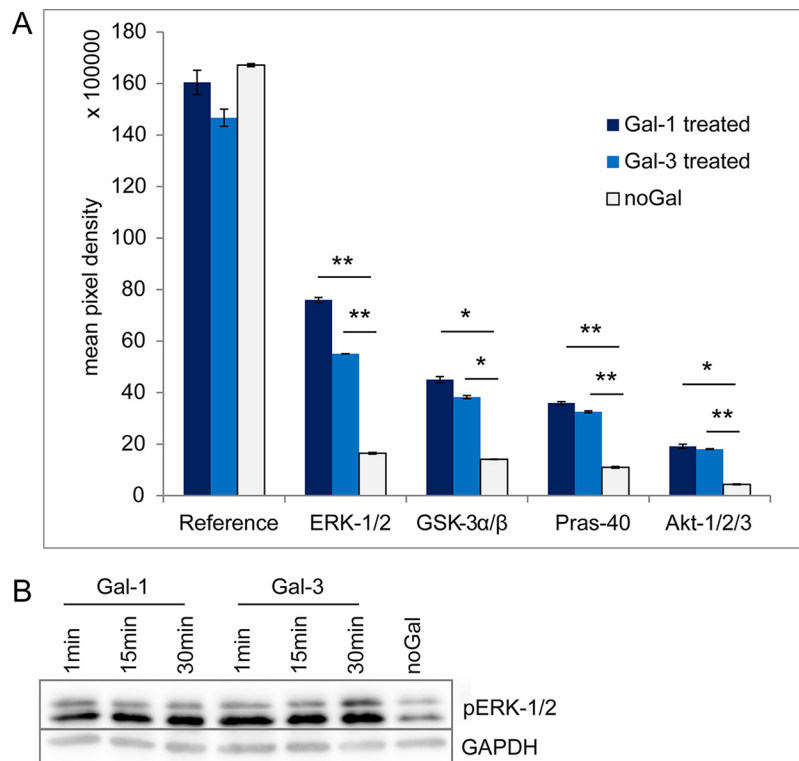 A
x 100000
mean pixel density
180
160
140
120
100
80
60
40
20
0
Gal-1 treated
Gal-3 treated
noGal
**
**
*
*
**
**
*
**
Reference ERK-1/2 GSK-3α/β Pras-40 Akt-1/2/3
B
Gal-1 Gal-3
1min 15min 30min 1min 15min 30min noGal
pERK-1/2
GAPDH